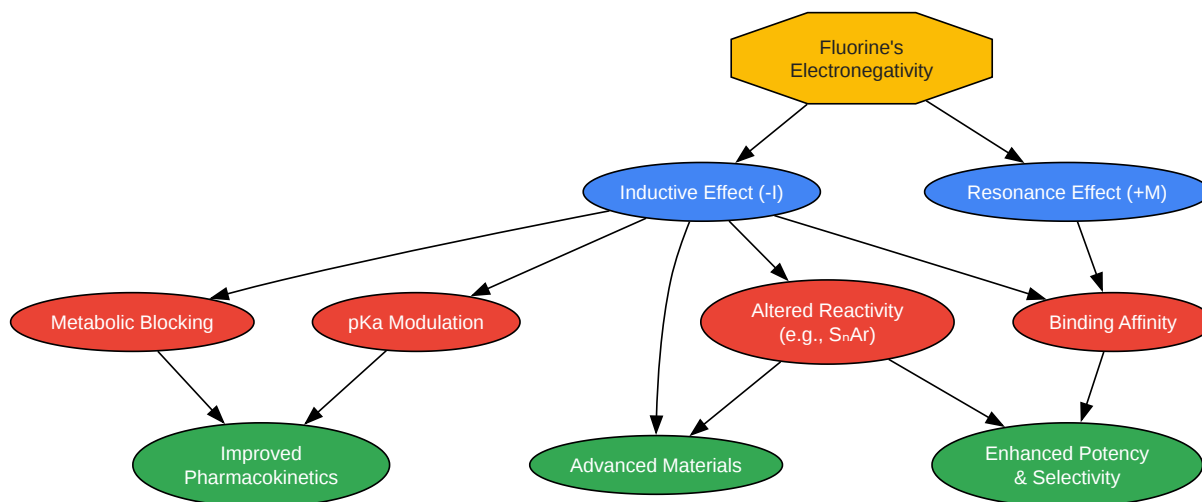 Fluorine's
Electronegativity
Inductive Effect (-I)
Resonance Effect (+M)
Metabolic Blocking
pKa Modulation
Altered Reactivity
(e.g., SₙAr)
Binding Affinity
Improved
Pharmacokinetics
Advanced Materials
Enhanced Potency
& Selectivity